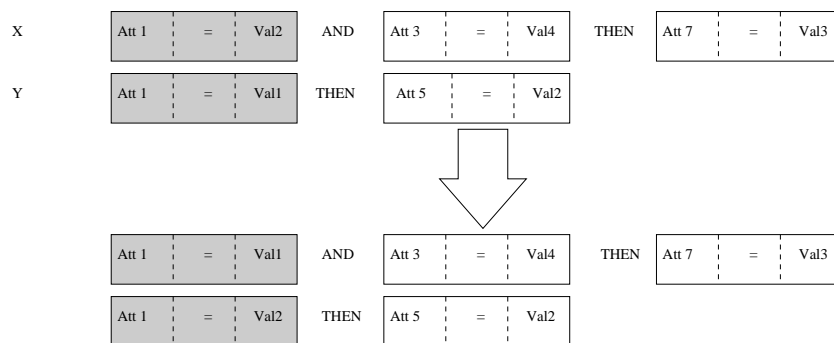 X Att 1 = Val2 AND Att 3 = Val4 THEN Att 7 = Val3
Y Att 1 = Val1 THEN Att 5 = Val2
Att 1 = Val1 AND Att 3 = Val4 THEN Att 7 = Val3
Att 1 = Val2 THEN Att 5 = Val2